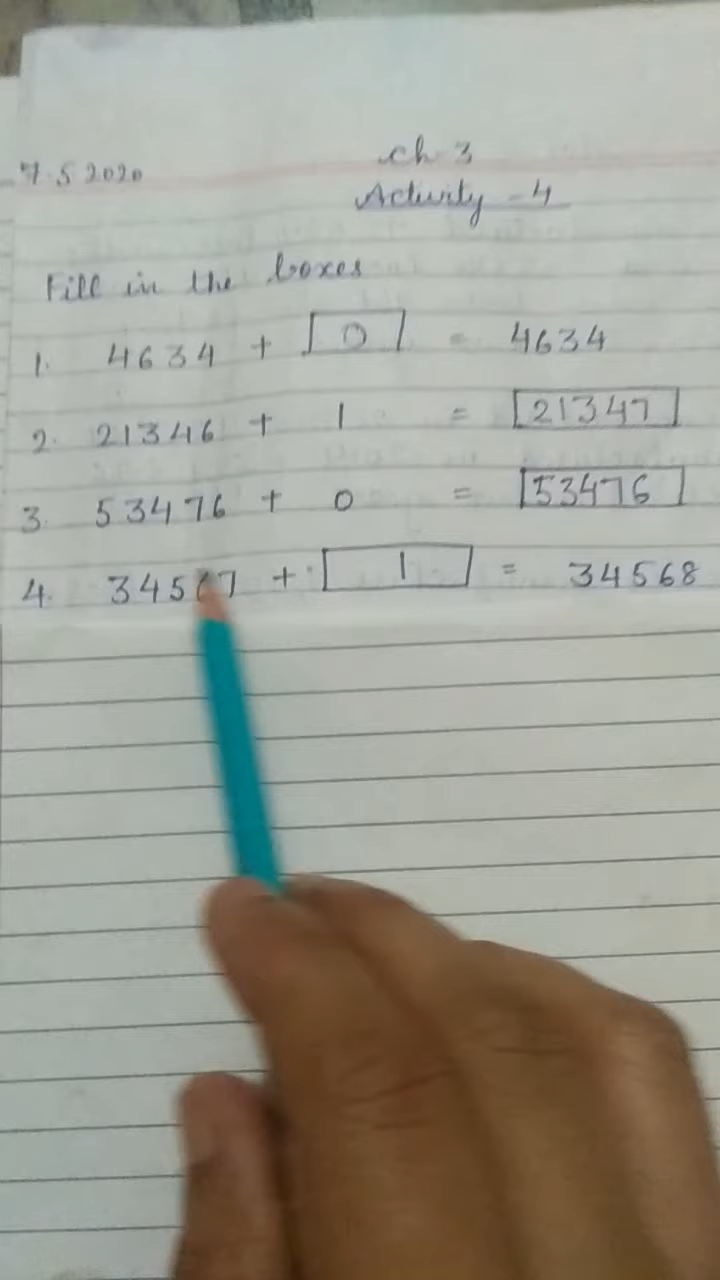 7.5.2020
ch 3
Activity - 4
Fill in the boxes
1. 4634 + 0 = 4634
2. 21346 + 1 = 21347
3. 53476 + 0 = 53476
4. 34567 + 1 = 34568